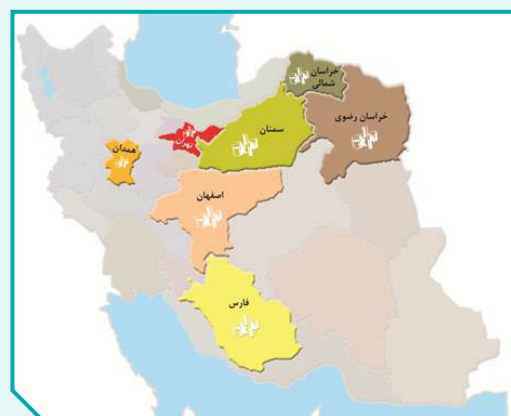 خراسان
شمالی
خراسان رضوی
سمنان
تهران
همدان
اصفهان
فارس